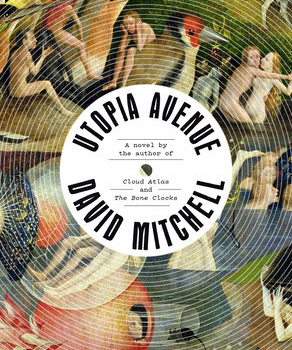 UTOPIA AVENUE
A novel by
the author of
Cloud Atlas
and
The Bone Clocks
DAVID MITCHELL